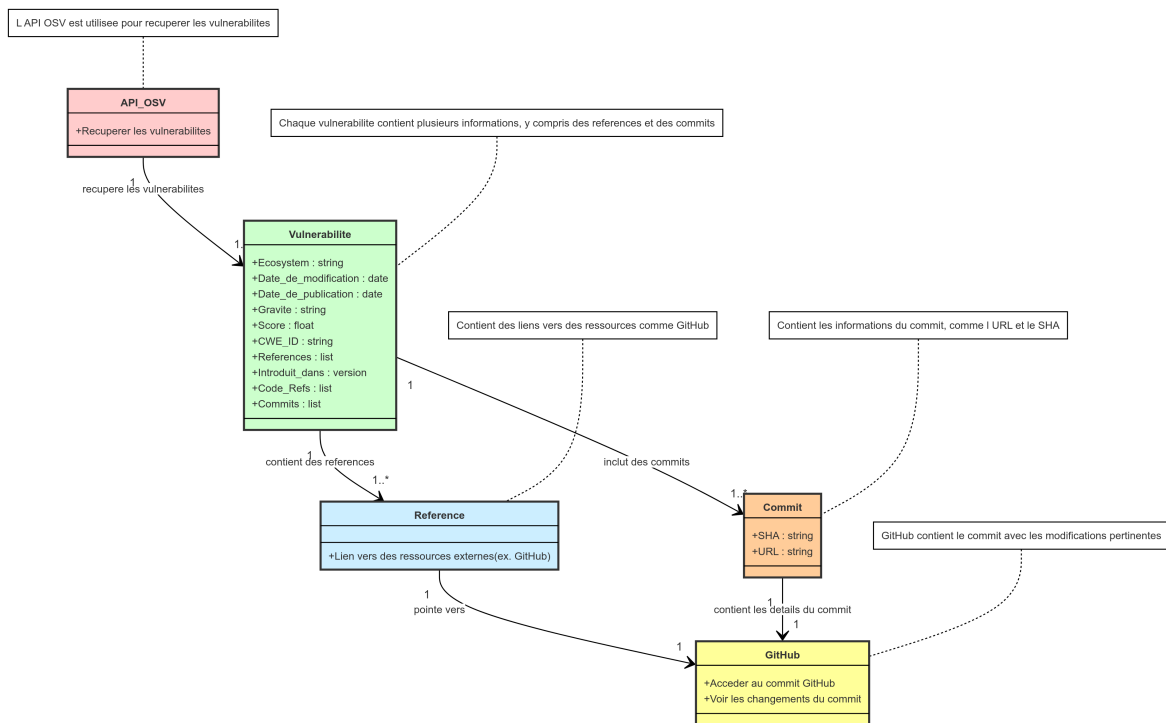 L API OSV est utilisee pour recuperer les vulnerabilites
API_OSV
+Recuperer les vulnerabilites
Chaque vulnerabilite contient plusieurs informations, y compris des references et des commits
1
recupere les vulnerabilites
1..
Vulnerabilite
+Ecosystem : string
+Date_de_modification : date
+Date_de_publication : date
+Gravite : string
+Score : float
+CWE_ID : string
+References : list
+Introduit_dans : version
+Code_Refs : list
+Commits : list
Contient des liens vers des ressources comme GitHub
Contient les informations du commit, comme l URL et le SHA
1
1
contient des references
inclut des commits
1..*
1..*
Reference
+Lien vers des ressources externes(ex. GitHub)
Commit
+SHA : string
+URL : string
GitHub contient le commit avec les modifications pertinentes
1
pointe vers
1
contient les details du commit
1
1
GitHub
+Acceder au commit GitHub
+Voir les changements du commit